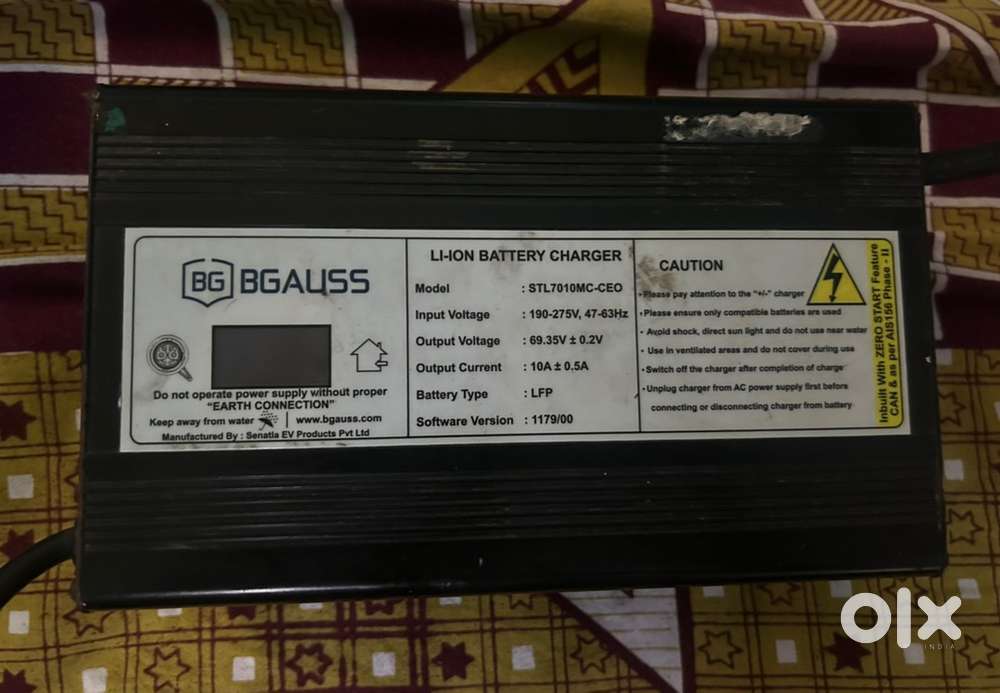 BG BGAUSS
Do not operate power supply without proper
"EARTH CONNECTION"
Keep away from water | www.bgauss.com
Manufactured By : Senatla EV Products Pvt Ltd
LI-ION BATTERY CHARGER
Model : STL7010MC-CEO
Input Voltage : 190-275V, 47-63Hz
Output Voltage : 69.35V ± 0.2V
Output Current : 10A ± 0.5A
Battery Type : LFP
Software Version : 1179/00
CAUTION
• Please pay attention to the "+/-" charger
• Please ensure only compatible batteries are used
• Avoid shock, direct sun light and do not use near water
• Use in ventilated areas and do not cover during use
• Switch off the charger after completion of charge
• Unplug charger from AC power supply first before
connecting or disconnecting charger from battery
Inbuilt With ZERO START Feature
CAN & as per AIS156 Phase - II
olx
INDIA